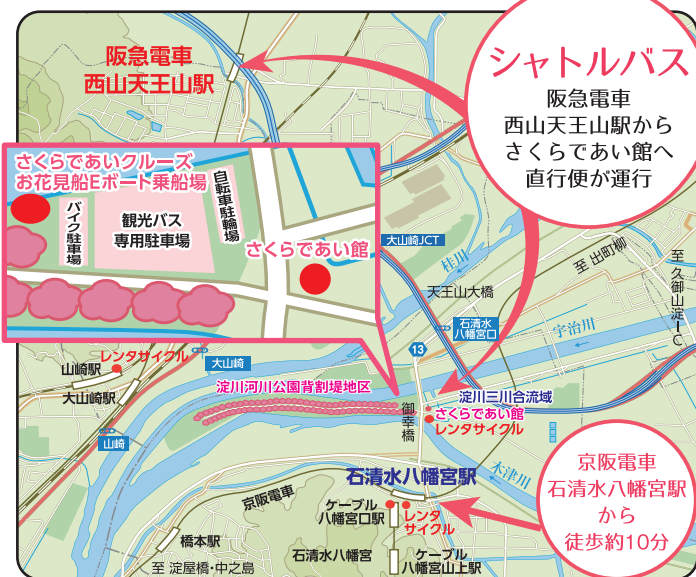 阪急電車
西山天王山駅
シャトルバス
阪急電車
西山天王山駅から
さくらであい館へ
直行便が運行
さくらであいクルーズ
お花見船Eボート乗船場
バイク駐車場
観光バス
専用駐車場
自転車駐輪場
さくらであい館
大山崎JCT
桂川
至 出町柳
至 久御山淀IC
天王山大橋
石清水
八幡宮口
宇治川
13
山崎駅
レンタサイクル
大山崎
大山崎駅
淀川河川公園背割堤地区
山崎
御幸橋
淀川三川合流域
さくらであい館
レンタサイクル
木津川
石清水八幡宮駅
京阪電車
ケーブル
八幡宮口駅
レンタ
サイクル
橋本駅
至 淀屋橋・中之島
石清水八幡宮
ケーブル
八幡宮山上駅
京阪電車
石清水八幡宮駅
から
徒歩約10分